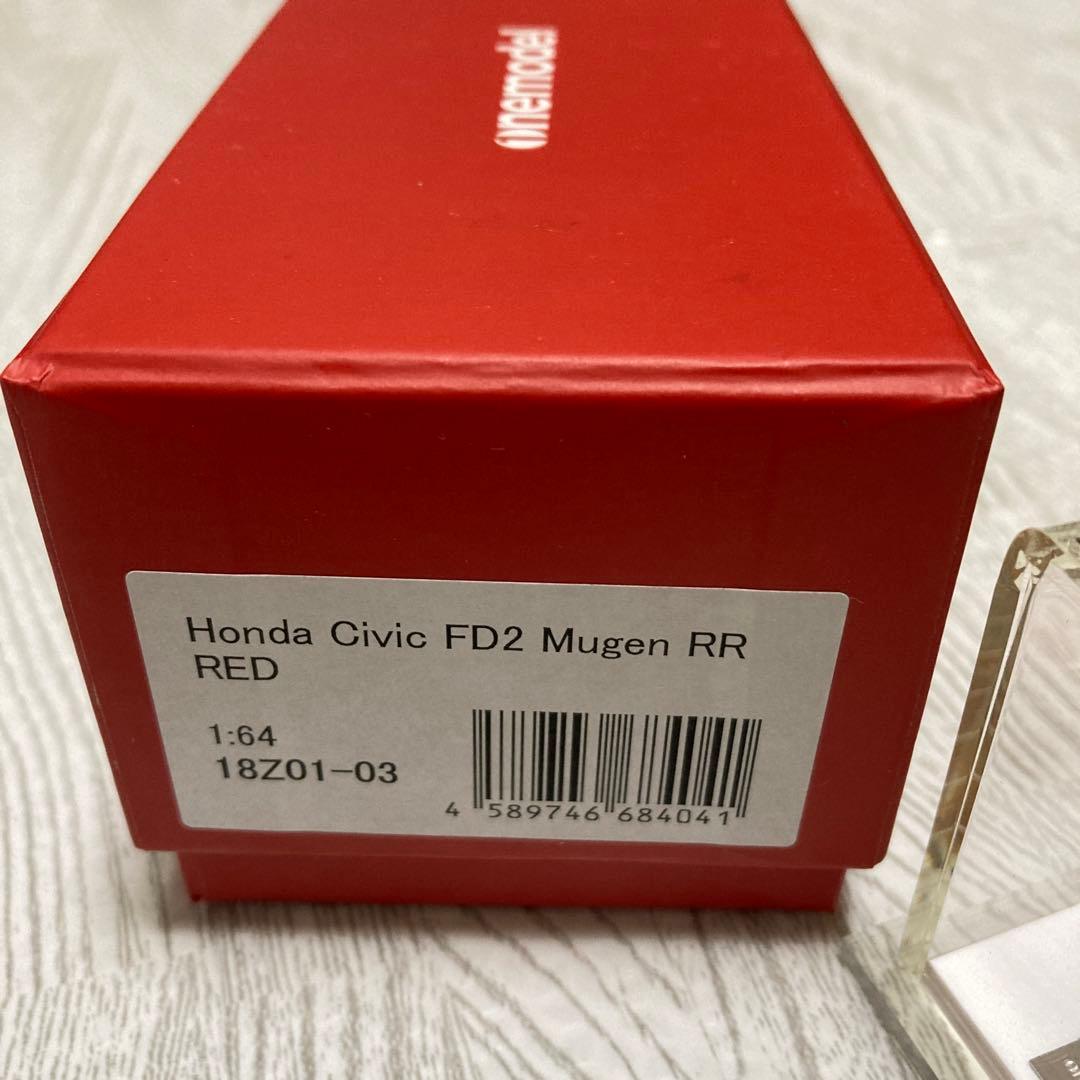 onemodel
Honda Civic FD2 Mugen RR
RED
1:64
18Z01-03
4 589746 684041